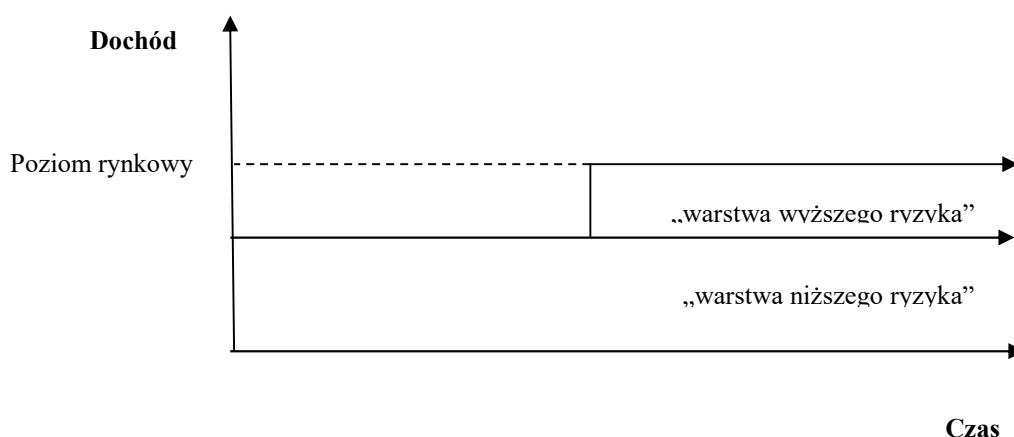 Dochód
Poziom rynkowy
„warstwa wyższego ryzyka”
„warstwa niższego ryzyka”
Czas